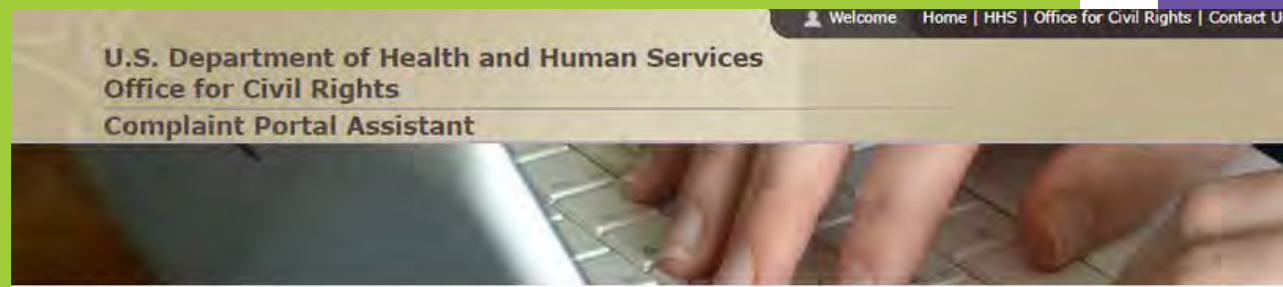 Welcome Home | HHS | Office for Civil Rights | Contact U
U.S. Department of Health and Human Services
Office for Civil Rights
Complaint Portal Assistant